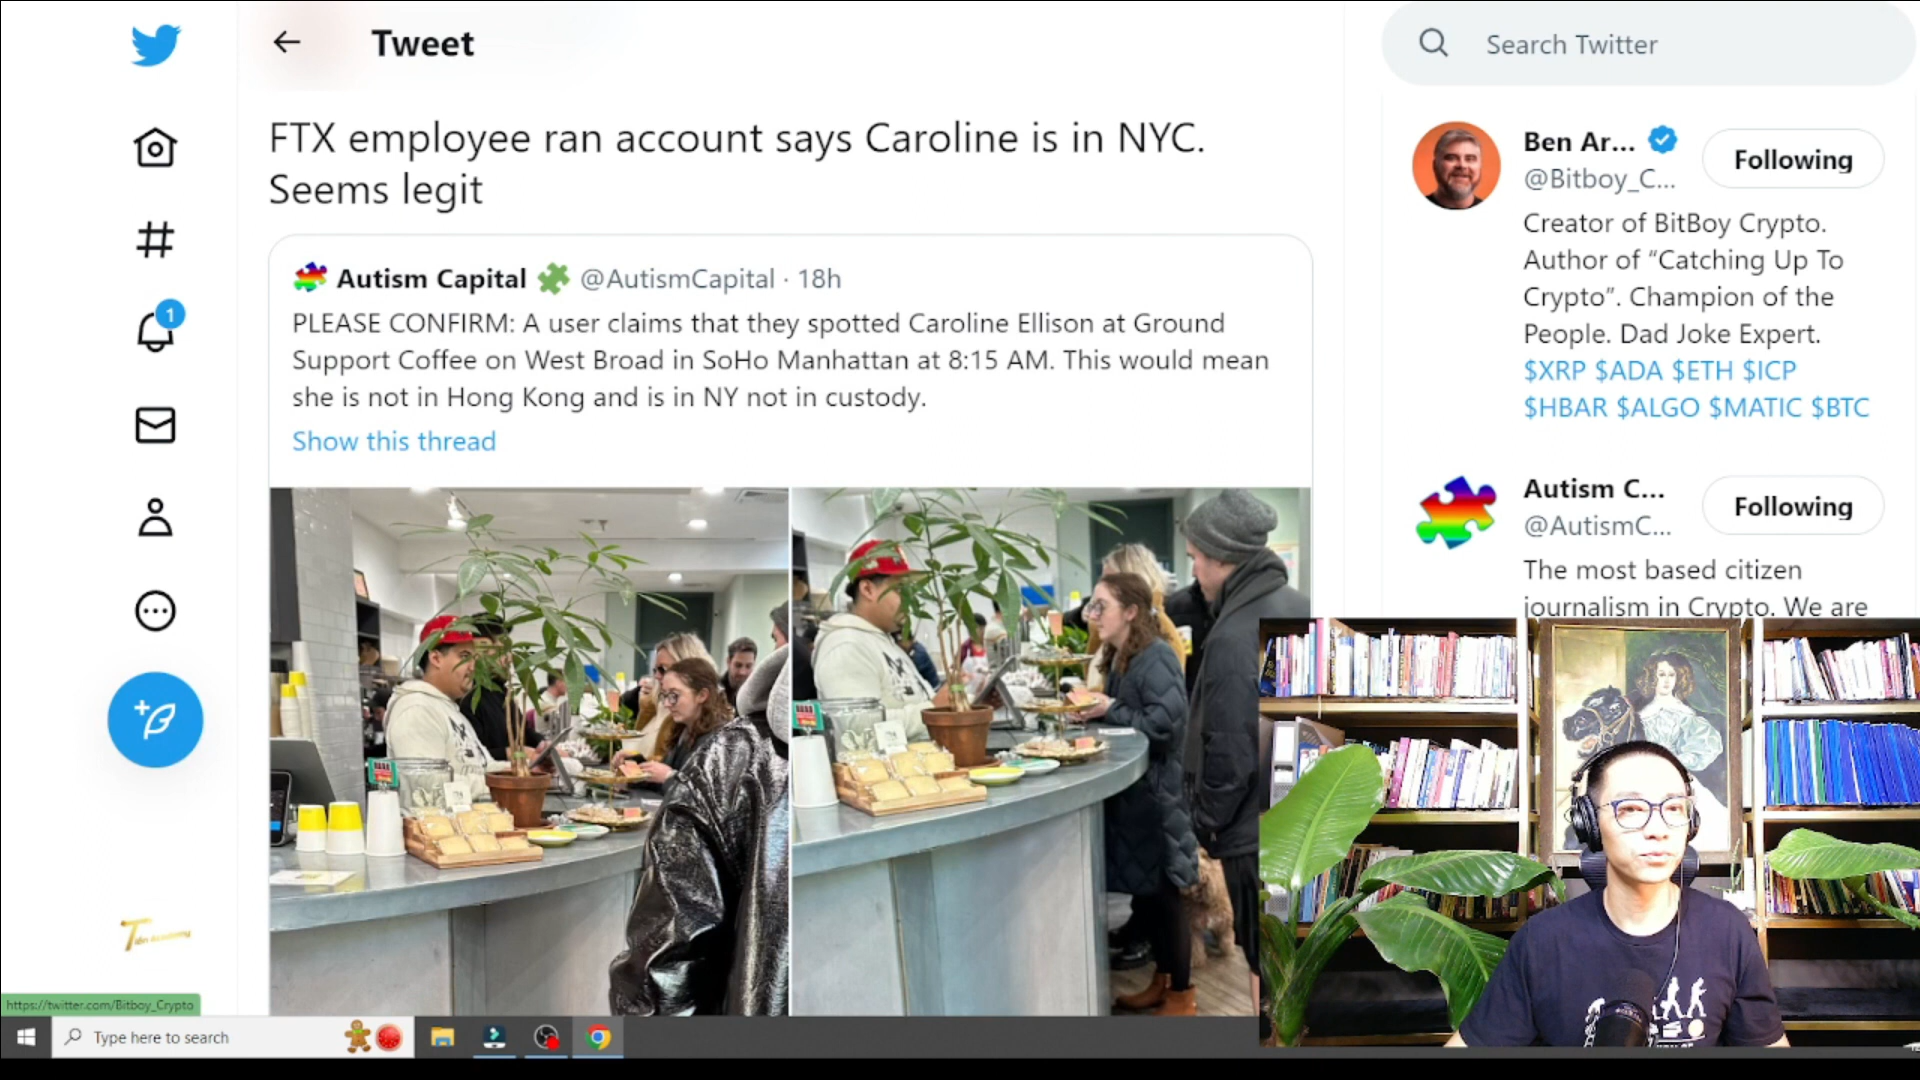 Tweet
Search Twitter
FTX employee ran account says Caroline is in NYC.
Seems legit
Autism Capital @AutismCapital · 18h
PLEASE CONFIRM: A user claims that they spotted Caroline Ellison at Ground
Support Coffee on West Broad in SoHo Manhattan at 8:15 AM. This would mean
she is not in Hong Kong and is in NY not in custody.
Show this thread
1
Ben Ar...
Following
@Bitboy_C...
Creator of BitBoy Crypto.
Author of “Catching Up To
Crypto”. Champion of the
People. Dad Joke Expert.
$XRP $ADA $ETH $ICP
$HBAR $ALGO $MATIC $BTC
Autism C...
Following
@AutismC...
The most based citizen
journalism in Crypto. We are
Tiền Academy
https://twitter.com/Bitboy_Crypto
Type here to search